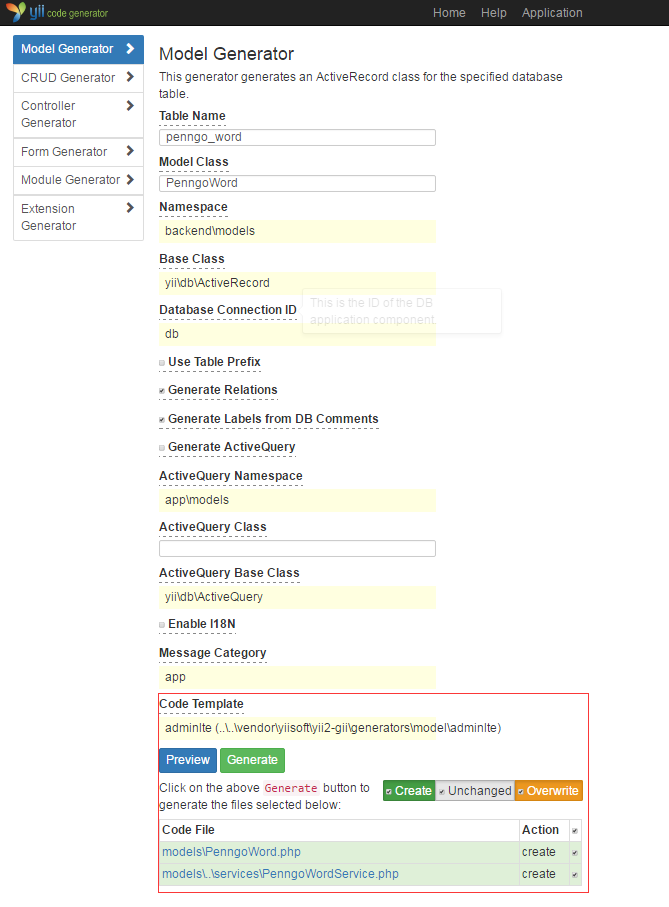 yii code generator
Home Help Application
Model Generator
CRUD Generator
Controller
Generator
Form Generator
Module Generator
Extension
Generator
Model Generator
This generator generates an ActiveRecord class for the specified database
table.
Table Name
penngo_word
Model Class
PenngoWord
Namespace
backend\models
Base Class
yii\db\ActiveRecord
This is the ID of the DB
application component.
Database Connection ID
db
Use Table Prefix
Generate Relations
Generate Labels from DB Comments
Generate ActiveQuery
ActiveQuery Namespace
app\models
ActiveQuery Class
ActiveQuery Base Class
yii\db\ActiveQuery
Enable I18N
Message Category
app
Code Template
adminlte (..\..\vendor\yiisoft\yii2-gii\generators\model\adminlte)
Preview Generate
Click on the above Generate button to
generate the files selected below:
Create Unchanged Overwrite
Code File Action
models\PenngoWord.php create
models\..\services\PenngoWordService.php create